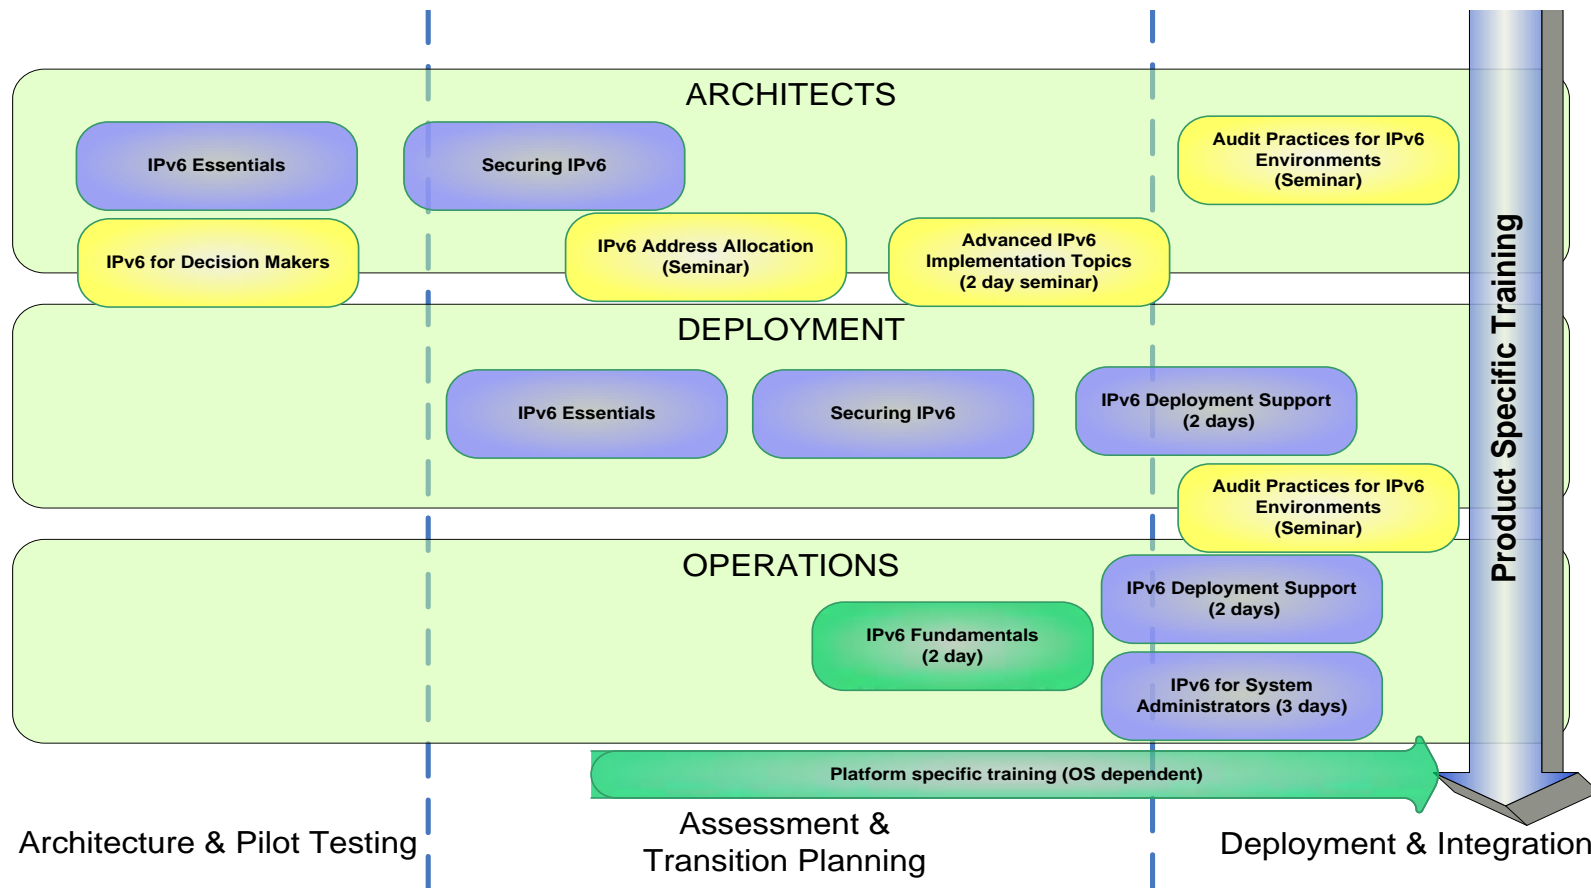 ARCHITECTS
IPv6 Essentials
Securing IPv6
Audit Practices for IPv6
Environments
(Seminar)
IPv6 for Decision Makers
IPv6 Address Allocation
(Seminar)
Advanced IPv6
Implementation Topics
(2 day seminar)
DEPLOYMENT
IPv6 Essentials
Securing IPv6
IPv6 Deployment Support
(2 days)
Audit Practices for IPv6
Environments
(Seminar)
OPERATIONS
IPv6 Fundamentals
(2 day)
IPv6 Deployment Support
(2 days)
IPv6 for System
Administrators (3 days)
Platform specific training (OS dependent)
Product Specific Training
Architecture & Pilot Testing
Assessment &
Transition Planning
Deployment & Integration